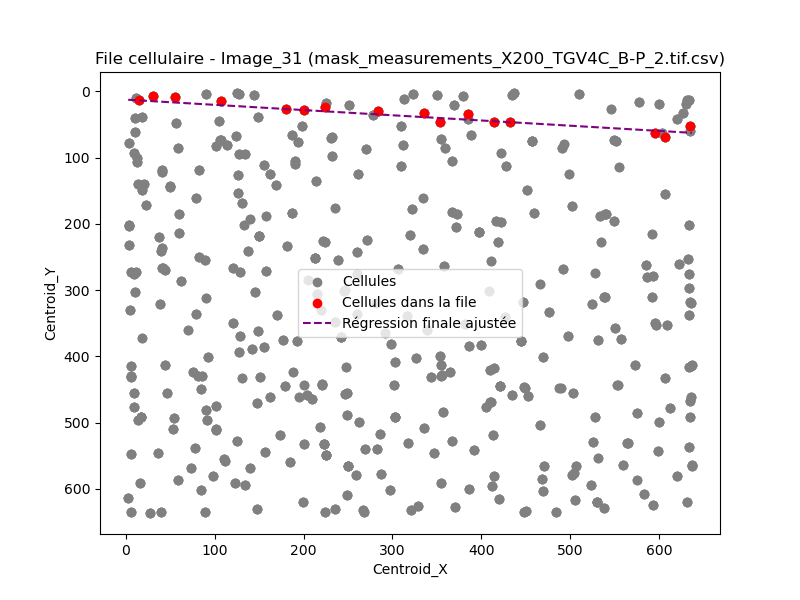 File cellulaire - Image_31 (mask_measurements_X200_TGV4C_B-P_2.tif.csv)
0
100
200
300
400
500
600
Centroid_Y
Cellules
Cellules dans la file
Régression finale ajustée
0 100 200 300 400 500 600
Centroid_X